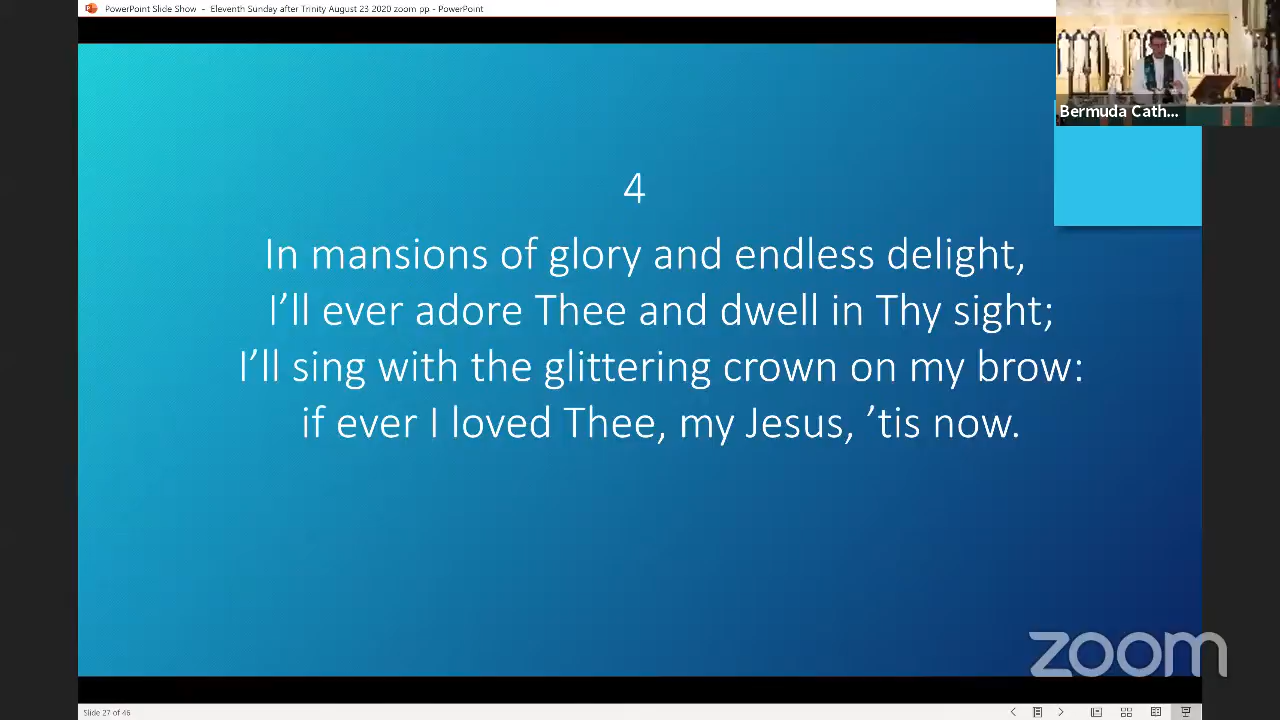 PowerPoint Slide Show - Eleventh Sunday after Trinity August 23 2020 zoom pp - PowerPoint
Bermuda Cath...
4
In mansions of glory and endless delight,
I’ll ever adore Thee and dwell in Thy sight;
I’ll sing with the glittering crown on my brow:
if ever I loved Thee, my Jesus, ’tis now.
zoom
Slide 27 of 46